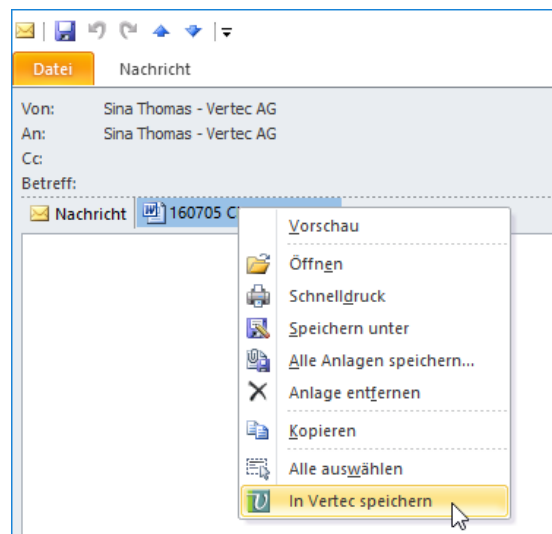 Datei Nachricht
Von: Sina Thomas - Vertec AG
An: Sina Thomas - Vertec AG
Cc:
Betreff:
Nachricht 160705
Vorschau
Öffnen
Schnelldruck
Speichern unter
Alle Anlagen speichern...
Anlage entfernen
Kopieren
Alle auswählen
In Vertec speichern